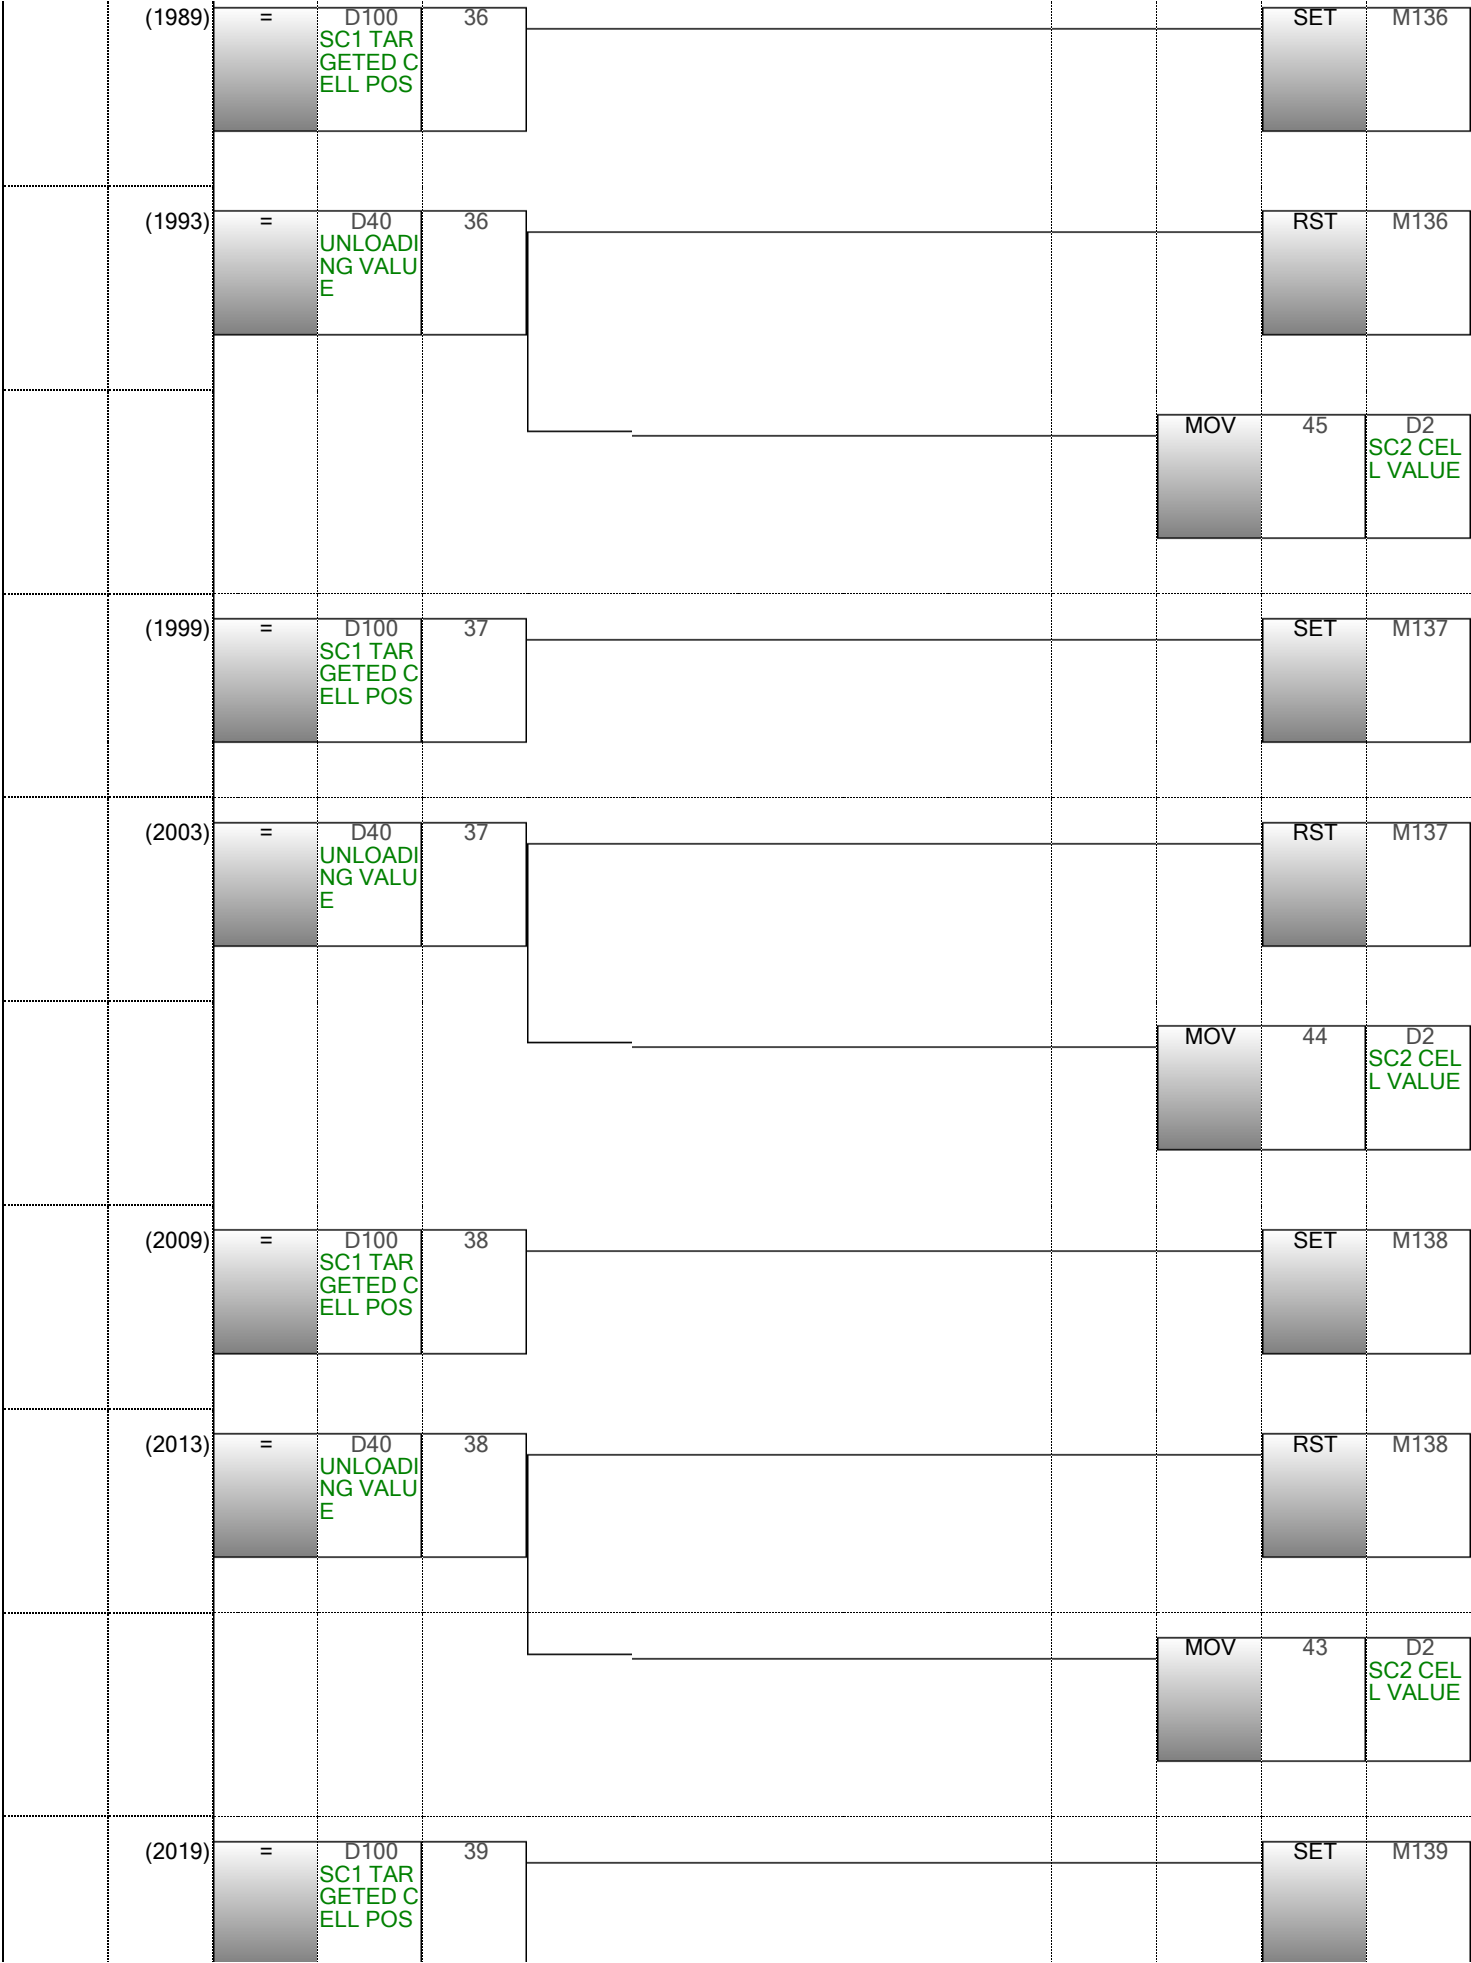 (1989) = D100 36 SET M136
SC1 TAR
GETED C
ELL POS
(1993) = D40 36 RST M136
UNLOADI
NG VALU
E
MOV 45 D2
SC2 CEL
L VALUE
(1999) = D100 37 SET M137
SC1 TAR
GETED C
ELL POS
(2003) = D40 37 RST M137
UNLOADI
NG VALU
E
MOV 44 D2
SC2 CEL
L VALUE
(2009) = D100 38 SET M138
SC1 TAR
GETED C
ELL POS
(2013) = D40 38 RST M138
UNLOADI
NG VALU
E
MOV 43 D2
SC2 CEL
L VALUE
(2019) = D100 39 SET M139
SC1 TAR
GETED C
ELL POS